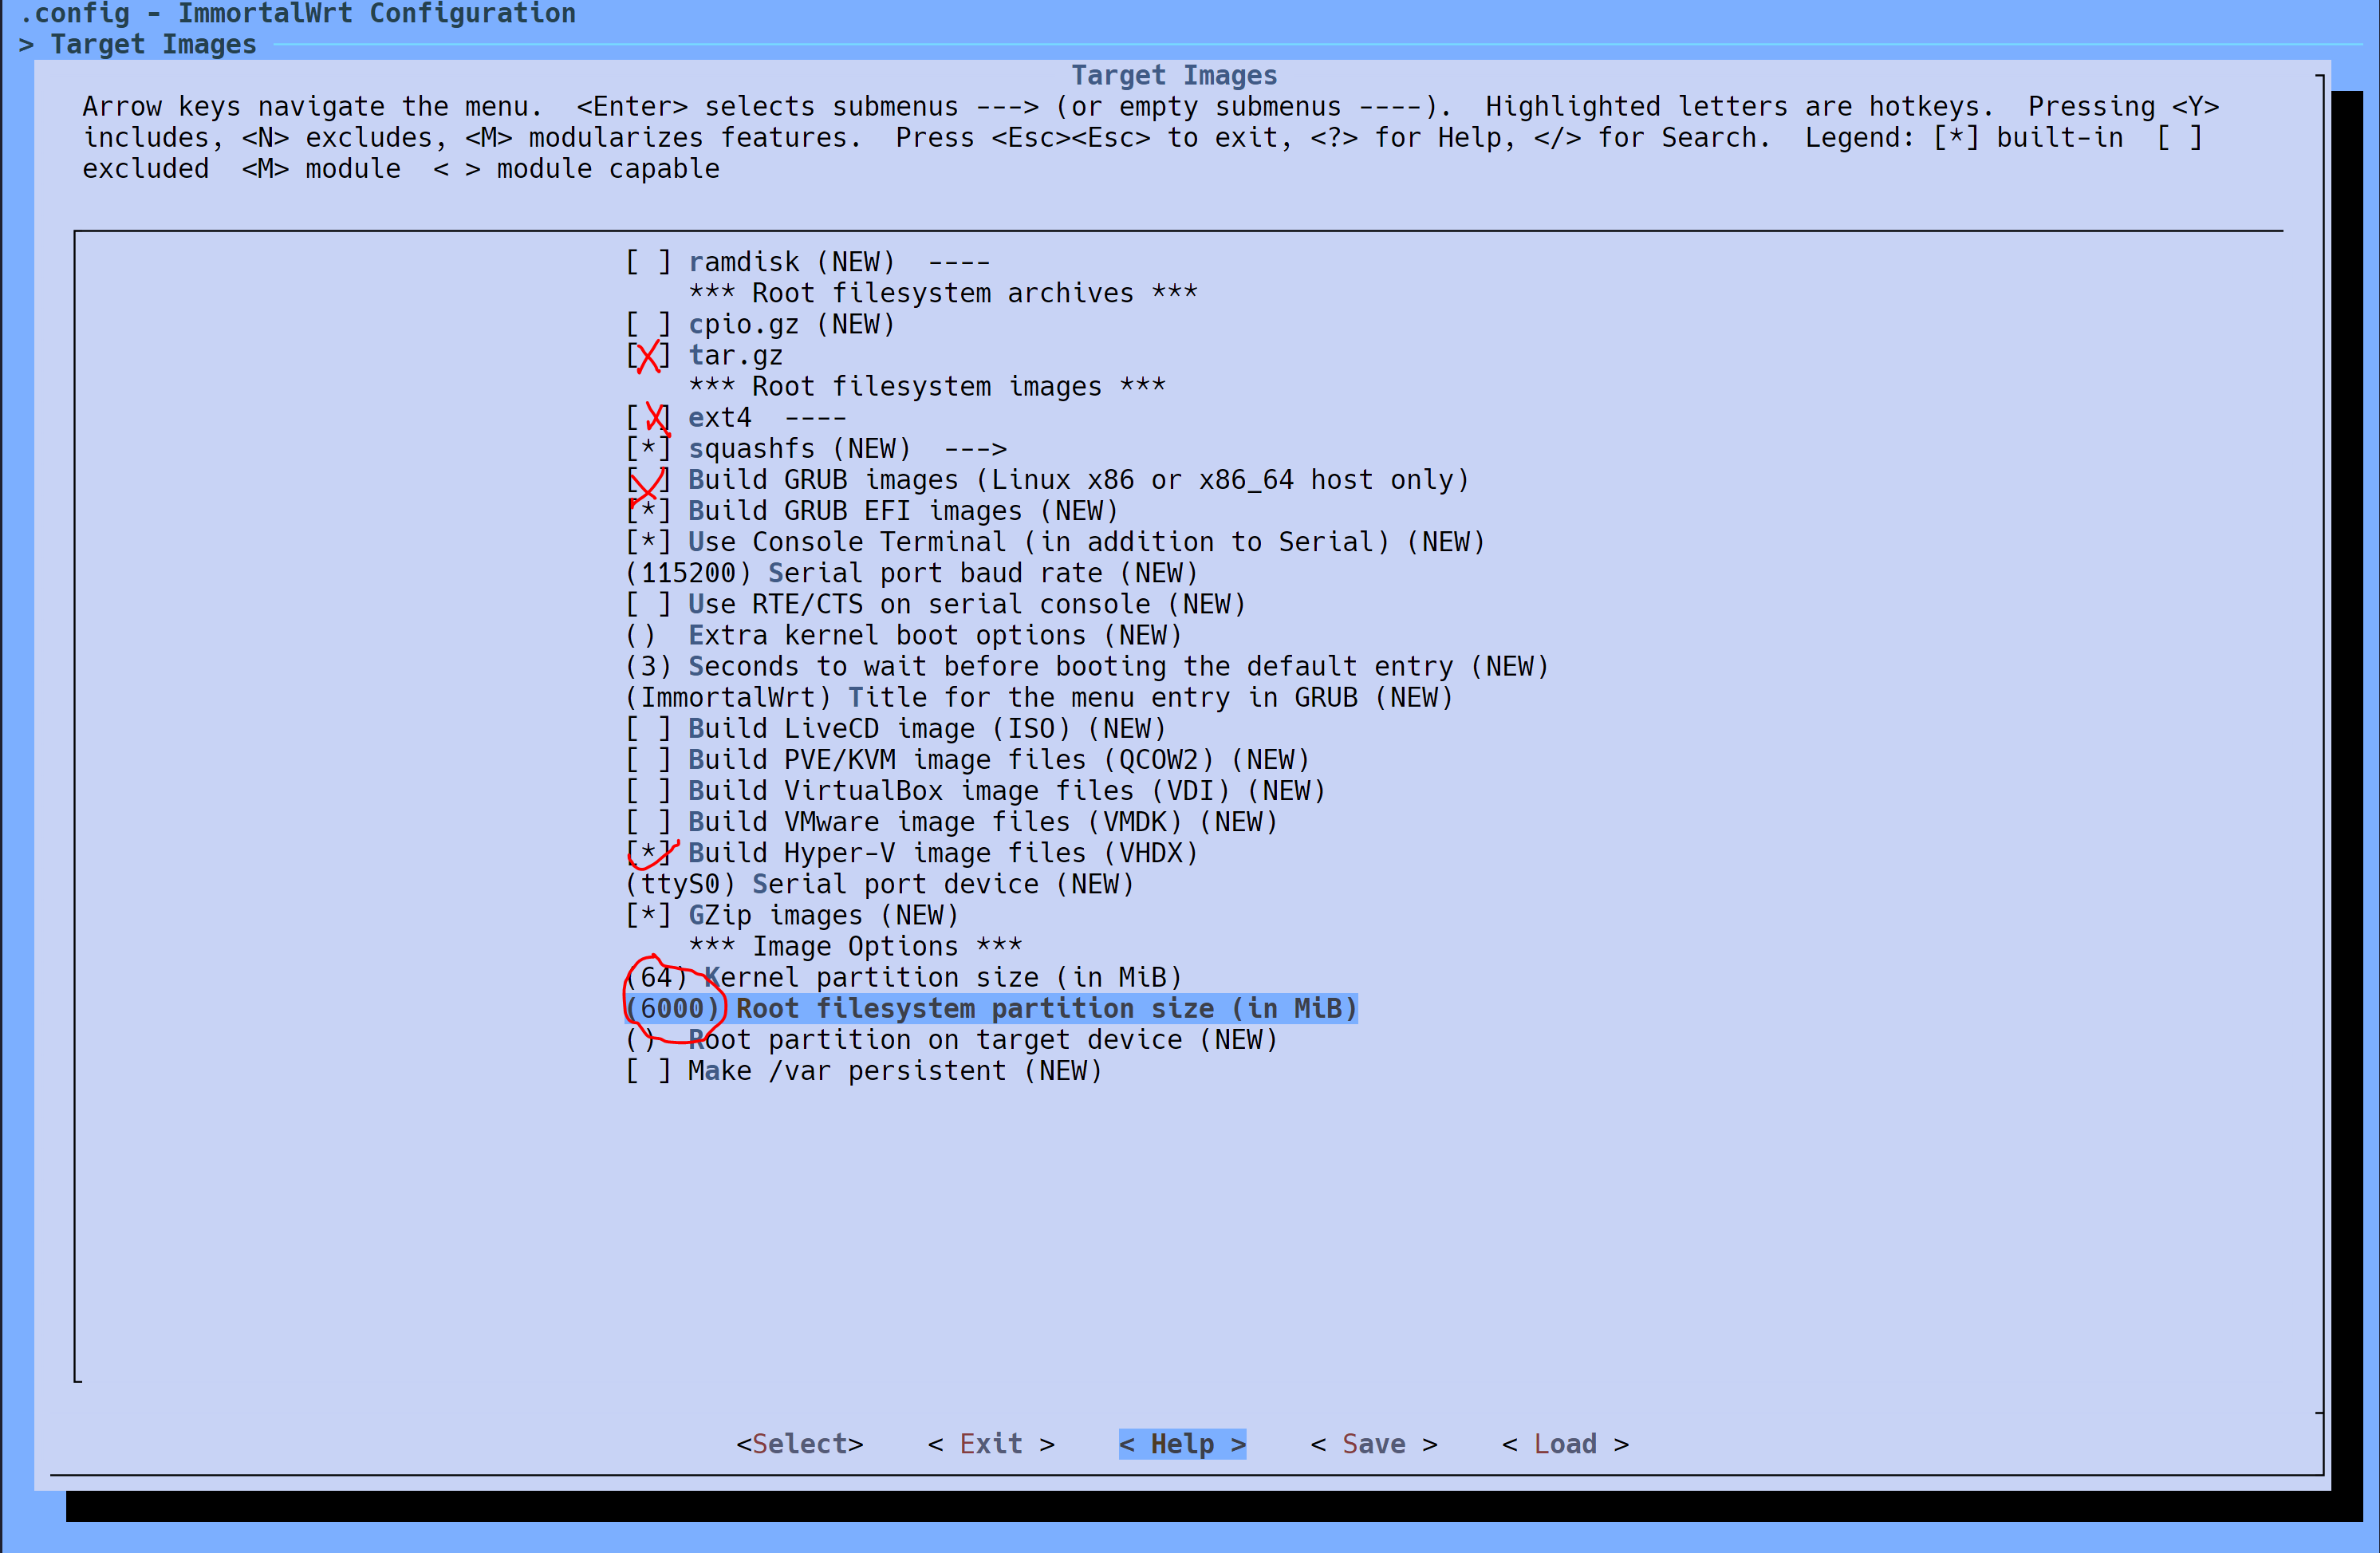 .config - ImmortalWrt Configuration
> Target Images
Target Images
Arrow keys navigate the menu.  <Enter> selects submenus ---> (or empty submenus ----).  Highlighted letters are hotkeys.  Pressing <Y>
includes, <N> excludes, <M> modularizes features.  Press <Esc><Esc> to exit, <?> for Help, </> for Search.  Legend: [*] built-in  [ ]
excluded  <M> module  < > module capable
[ ] ramdisk (NEW)  ----
*** Root filesystem archives ***
[ ] cpio.gz (NEW)
[ ] tar.gz
*** Root filesystem images ***
[ ] ext4  ----
[*] squashfs (NEW)  --->
[ ] Build GRUB images (Linux x86 or x86_64 host only)
[*] Build GRUB EFI images (NEW)
[*] Use Console Terminal (in addition to Serial) (NEW)
(115200) Serial port baud rate (NEW)
[ ] Use RTE/CTS on serial console (NEW)
()  Extra kernel boot options (NEW)
(3) Seconds to wait before booting the default entry (NEW)
(ImmortalWrt) Title for the menu entry in GRUB (NEW)
[ ] Build LiveCD image (ISO) (NEW)
[ ] Build PVE/KVM image files (QCOW2) (NEW)
[ ] Build VirtualBox image files (VDI) (NEW)
[ ] Build VMware image files (VMDK) (NEW)
[*] Build Hyper-V image files (VHDX)
(ttyS0) Serial port device (NEW)
[*] GZip images (NEW)
*** Image Options ***
(64) Kernel partition size (in MiB)
(6000) Root filesystem partition size (in MiB)
()  Root partition on target device (NEW)
[ ] Make /var persistent (NEW)
<Select>    < Exit >    < Help >    < Save >    < Load >